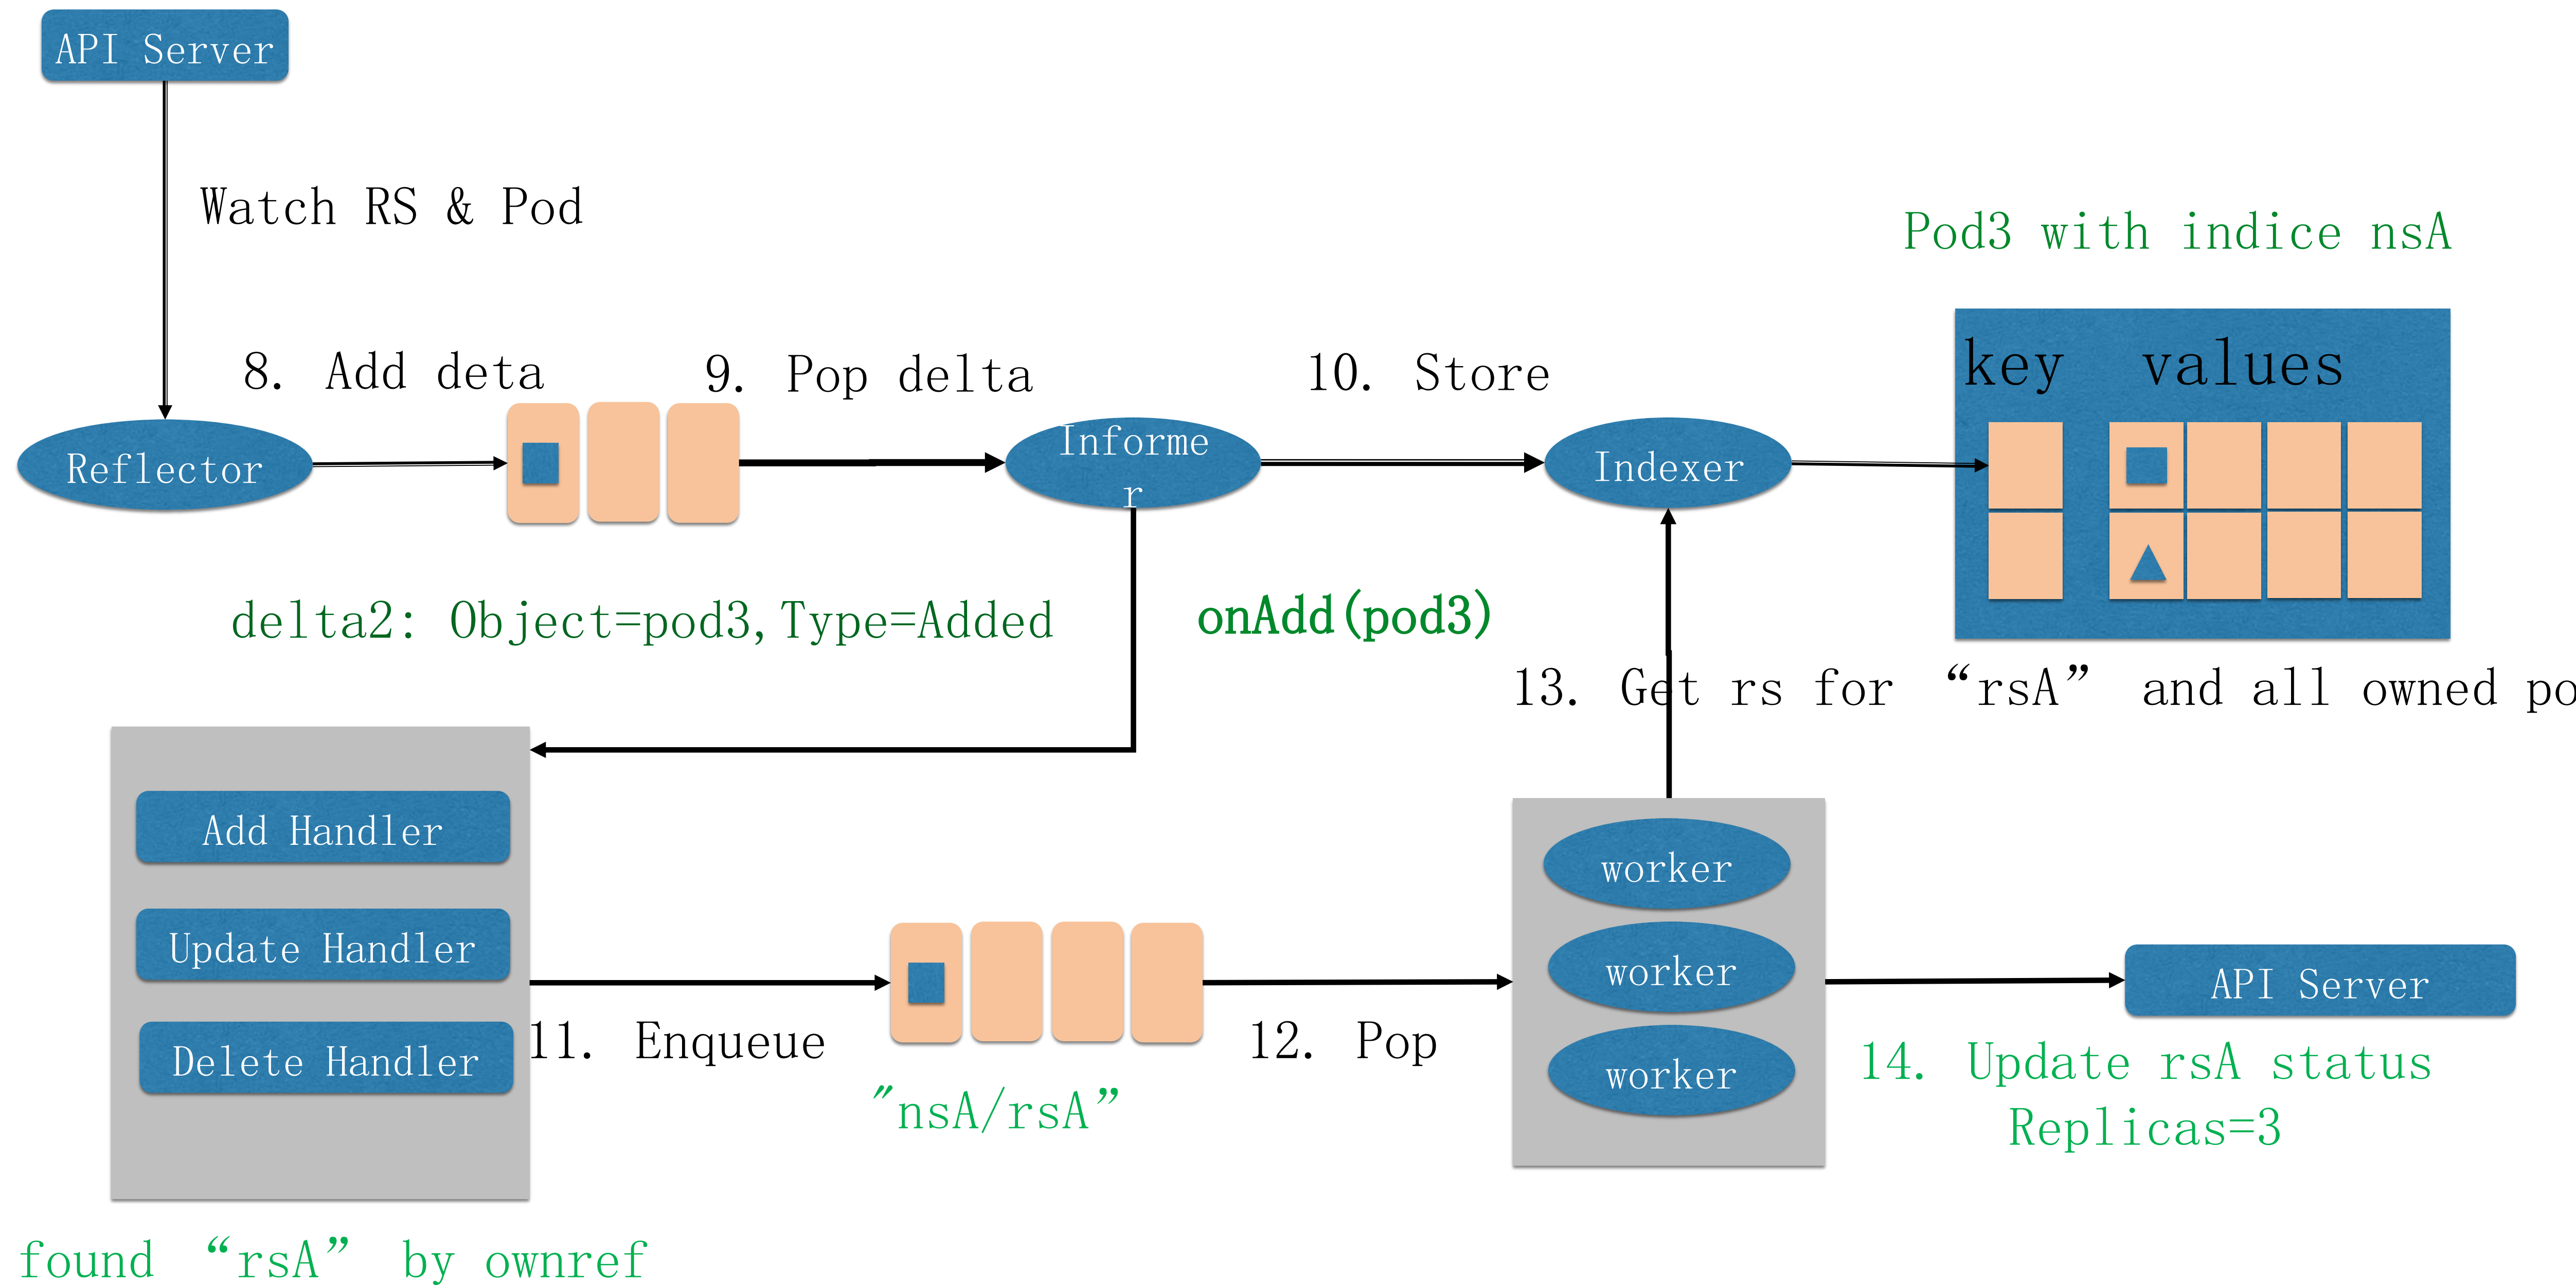 API Server
Watch RS & Pod
Pod3 with indice nsA
key values
8. Add deta
9. Pop delta
10. Store
Reflector
Informe
r
Indexer
delta2: Object=pod3,Type=Added
onAdd(pod3)
13. Get rs for “rsA” and all owned po
Add Handler
Update Handler
Delete Handler
11. Enqueue
"nsA/rsA”
12. Pop
worker
worker
worker
API Server
14. Update rsA status
Replicas=3
found “rsA” by ownref